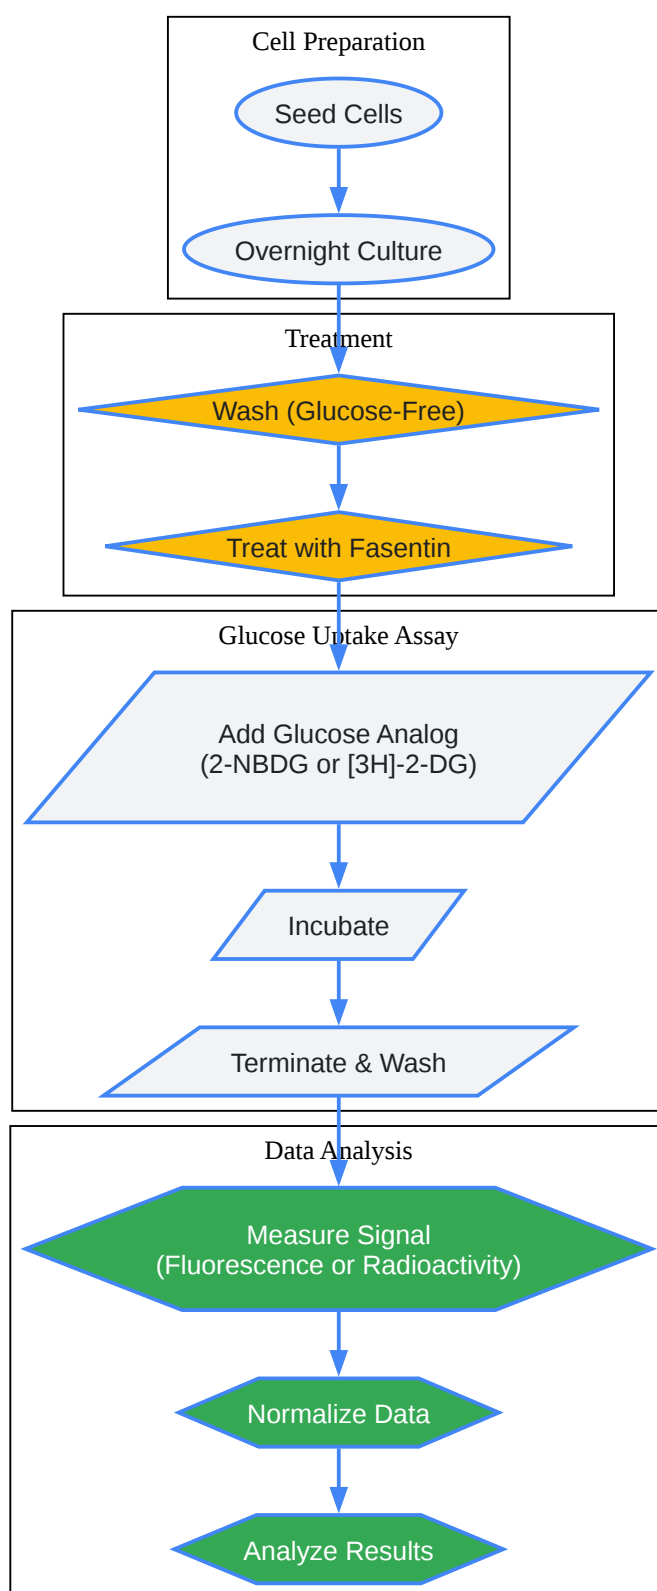 Cell Preparation
Seed Cells
Overnight Culture
Treatment
Wash (Glucose-Free)
Treat with Fasentin
Glucose Uptake Assay
Add Glucose Analog
(2-NBDG or [3H]-2-DG)
Incubate
Terminate & Wash
Data Analysis
Measure Signal
(Fluorescence or Radioactivity)
Normalize Data
Analyze Results